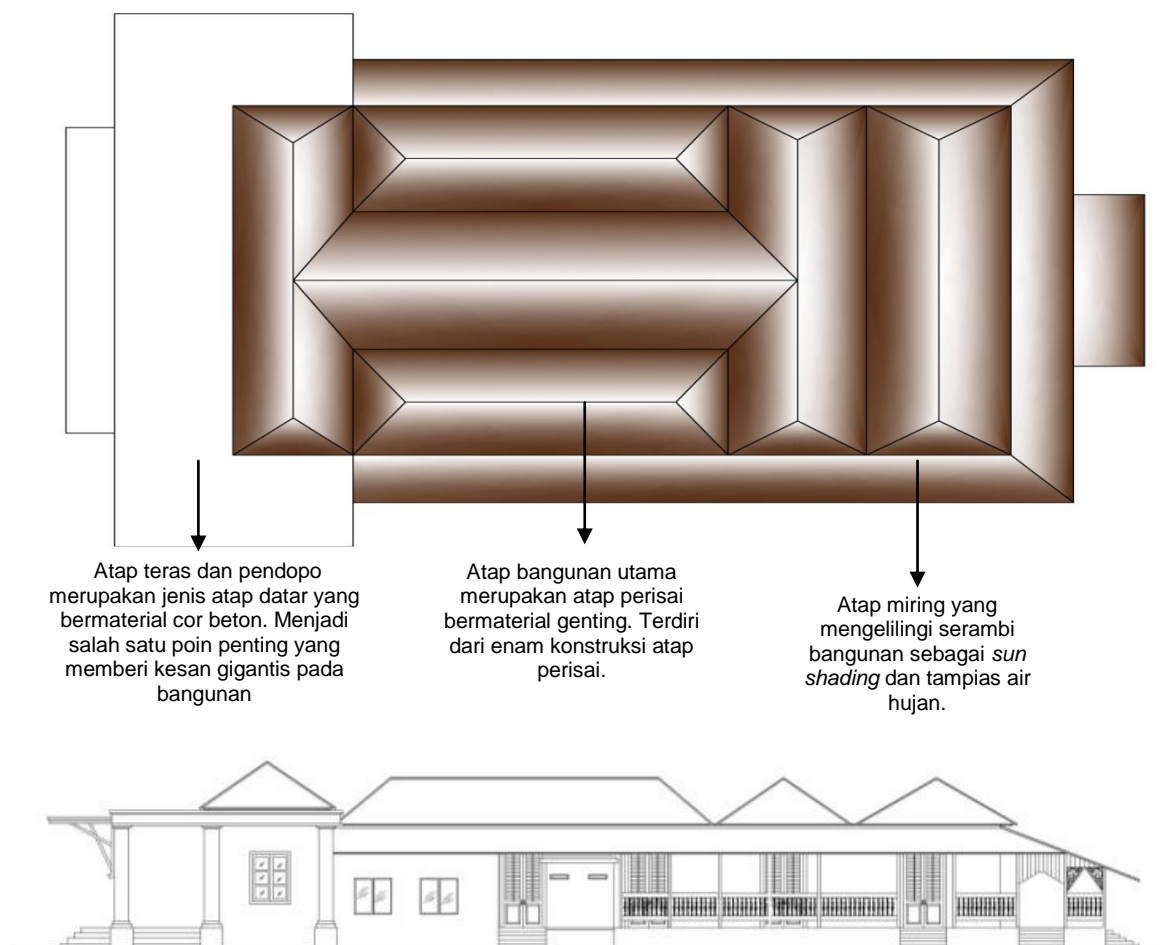 Atap teras dan pendopo
merupakan jenis atap datar yang
bermaterial cor beton. Menjadi
salah satu poin penting yang
memberi kesan gigantis pada
bangunan
Atap bangunan utama
merupakan atap perisai
bermaterial genting. Terdiri
dari enam konstruksi atap
perisai.
Atap miring yang
mengelilingi serambi
bangunan sebagai sun
shading dan tampias air
hujan.